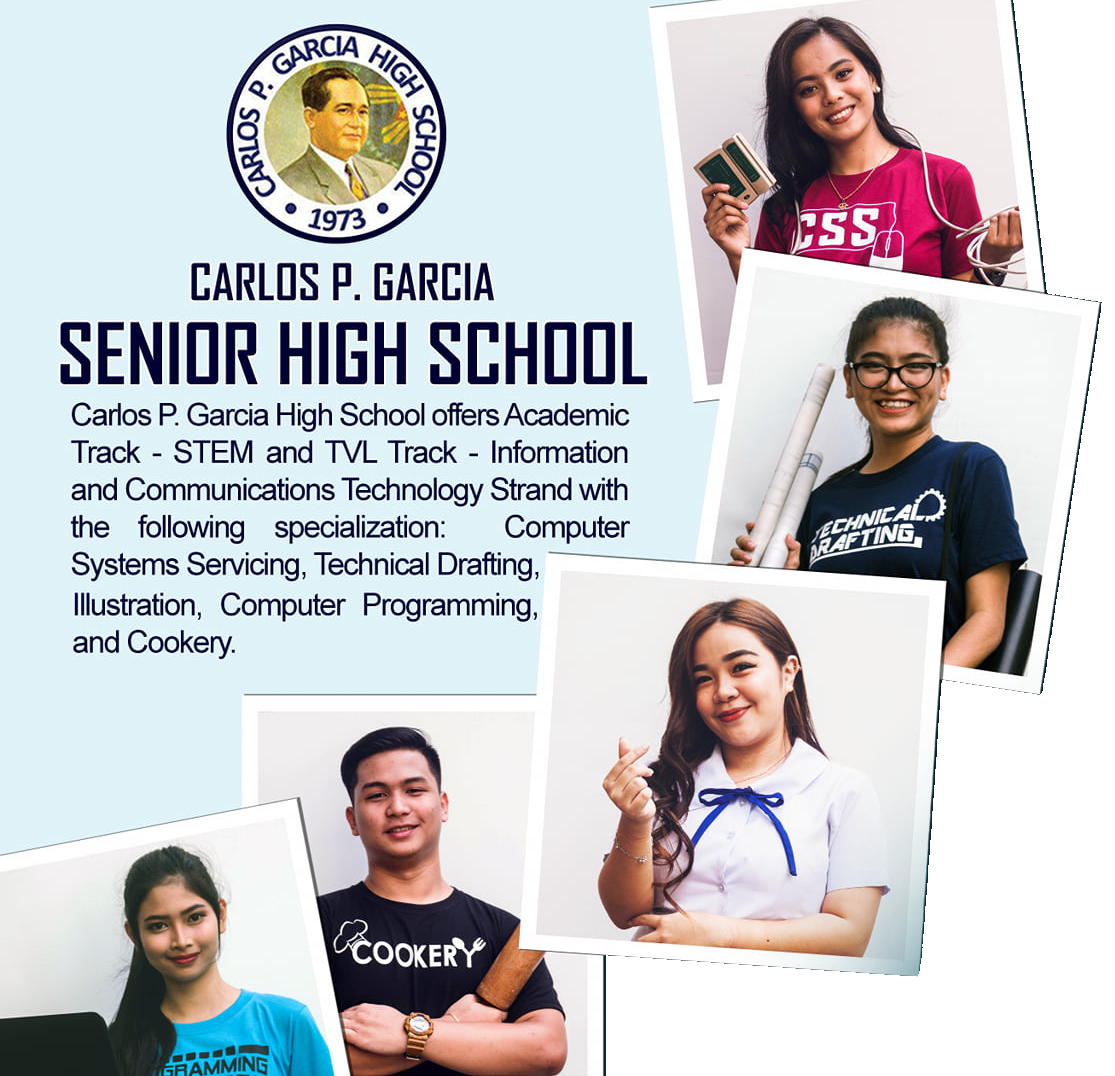 CARLOS P. GARCIA HIGH SCHOOL
1973
CARLOS P. GARCIA
SENIOR HIGH SCHOOL
Carlos P. Garcia High School offers Academic
Track - STEM and TVL Track - Information
and Communications Technology Strand with
the following specialization: Computer
Systems Servicing, Technical Drafting,
Illustration, Computer Programming,
and Cookery.
CSS
TECHNICAL
DRAFTING
COOKERY
GRAMMING